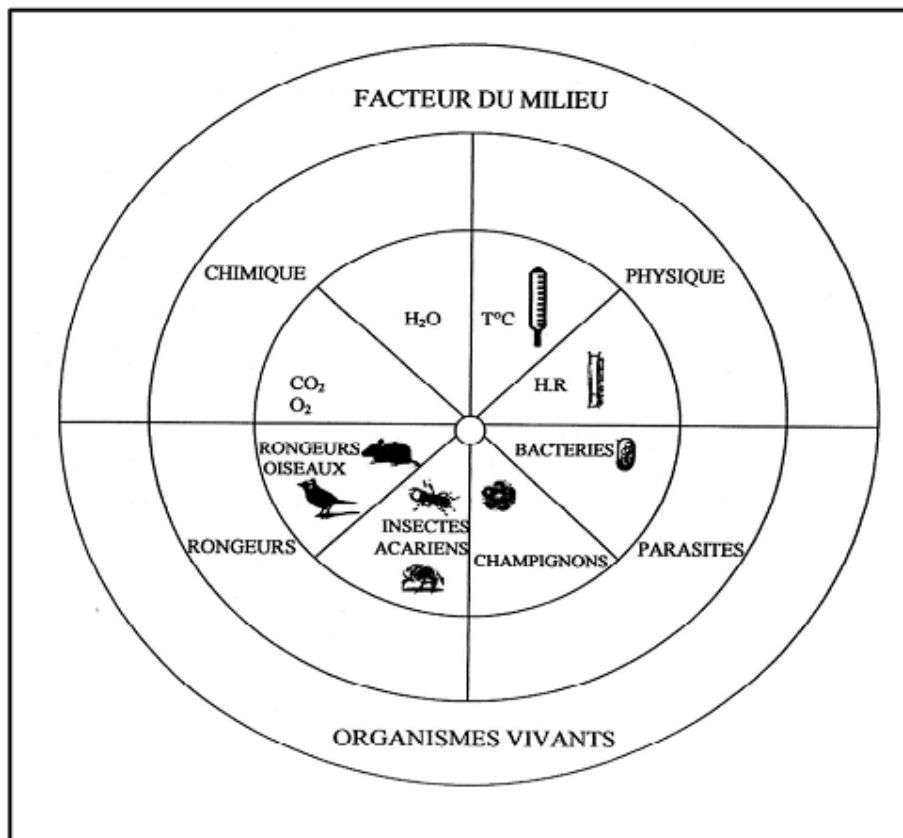 FACTEUR DU MILIEU
CHIMIQUE
PHYSIQUE
H₂O
T°C
CO₂
O₂
H.R
RONGEURS
OISEAUX
BACTERIES
INSECTES
ACARIENS
CHAMPIGNONS
RONGEURS
PARASITES
ORGANISMES VIVANTS